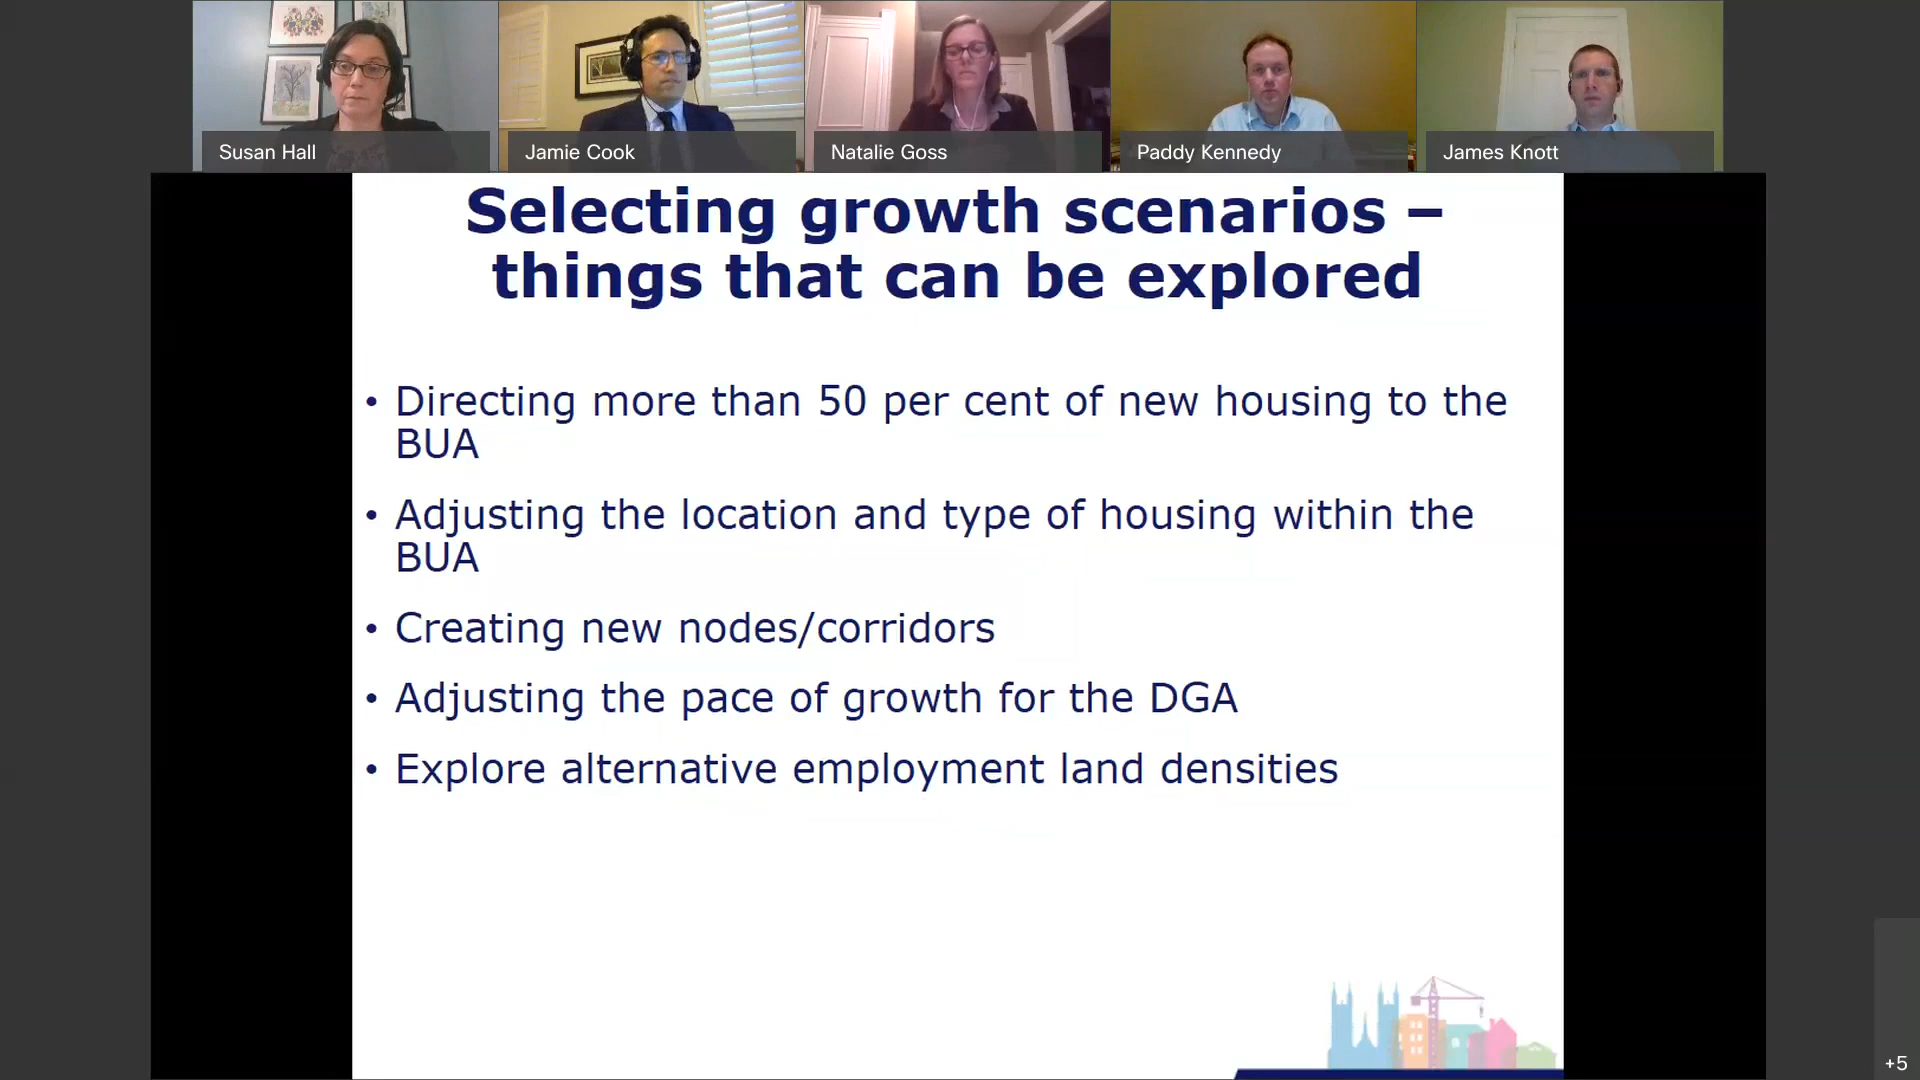 Susan Hall
Jamie Cook
Natalie Goss
Paddy Kennedy
James Knott
Selecting growth scenarios –
things that can be explored
• Directing more than 50 per cent of new housing to the
BUA
• Adjusting the location and type of housing within the
BUA
• Creating new nodes/corridors
• Adjusting the pace of growth for the DGA
• Explore alternative employment land densities
+5